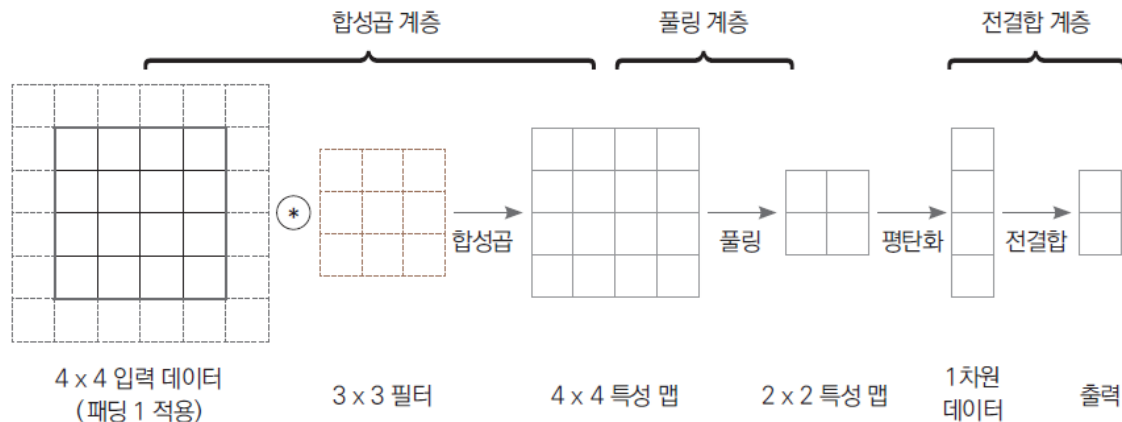 합성곱 계층
풀링 계층
전결합 계층
*
합성곱
풀링
평탄화
전결합
4 x 4 입력 데이터
(패딩 1 적용)
3 x 3 필터
4 x 4 특성 맵
2 x 2 특성 맵
1차원
데이터
출력